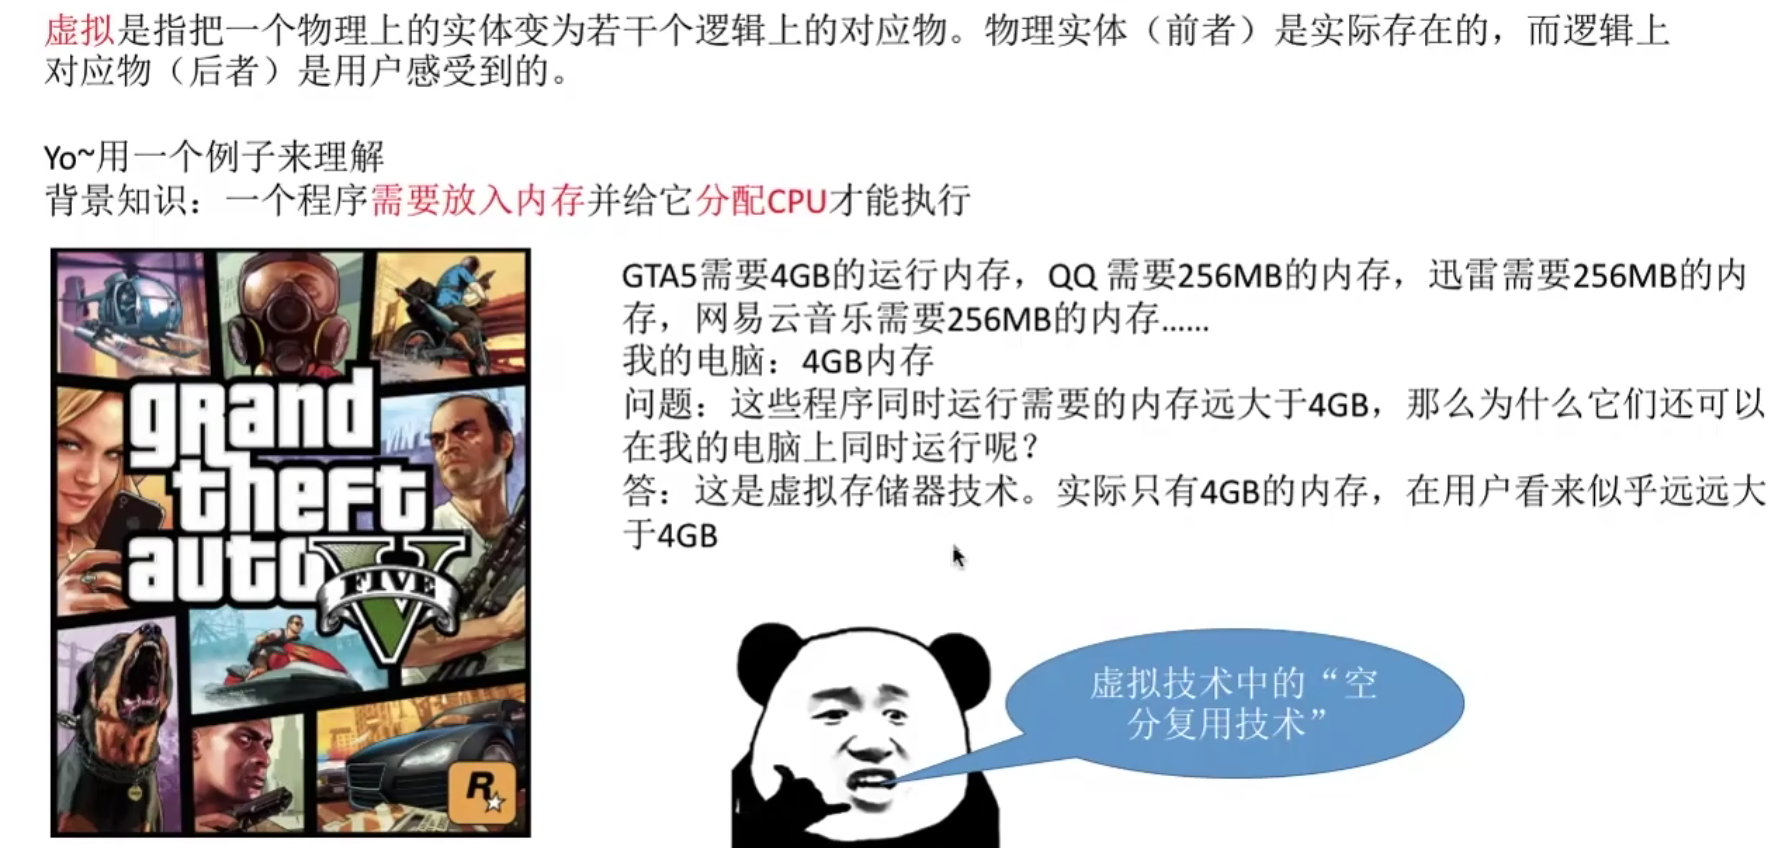 虚拟是指把一个物理上的实体变为若干个逻辑上的对应物。物理实体（前者）是实际存在的，而逻辑上
对应物（后者）是用户感受到的。
Yo~用一个例子来理解
背景知识：一个程序需要放入内存并给它分配CPU才能执行
GTA5需要4GB的运行内存，QQ 需要256MB的内存，迅雷需要256MB的内
存，网易云音乐需要256MB的内存……
我的电脑：4GB内存
问题：这些程序同时运行需要的内存远大于4GB，那么为什么它们还可以
在我的电脑上同时运行呢？
答：这是虚拟存储器技术。实际只有4GB的内存，在用户看来似乎远远大
于4GB
grand
theft
auto
FIVE
V
R
虚拟技术中的“空
分复用技术”